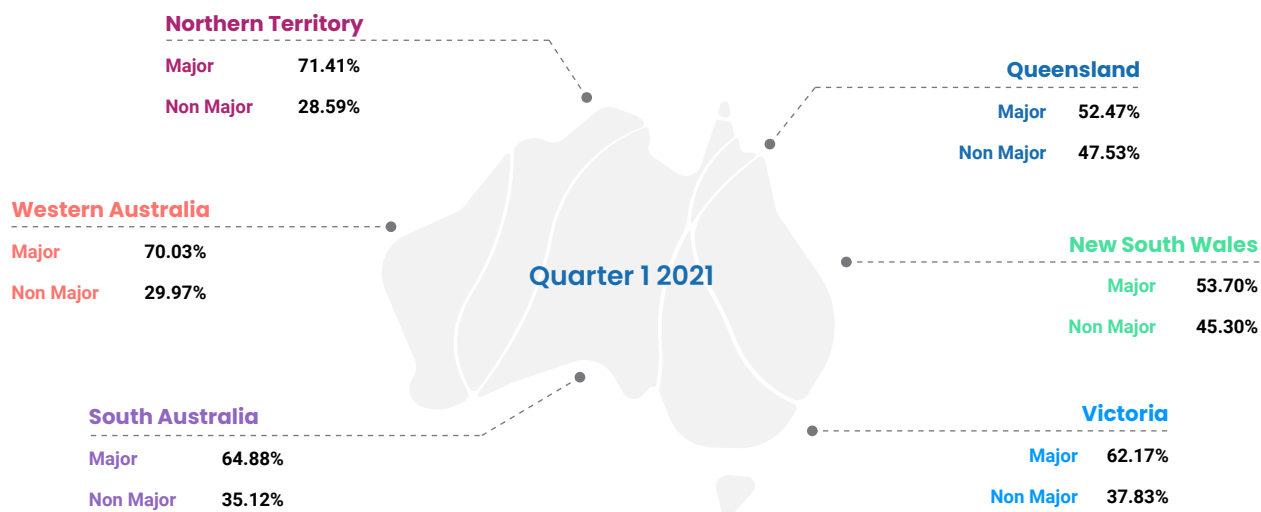 Northern Territory
Major 71.41%
Non Major 28.59%
Queensland
Major 52.47%
Non Major 47.53%
Western Australia
Major 70.03%
Non Major 29.97%
Quarter 1 2021
New South Wales
Major 53.70%
Non Major 45.30%
South Australia
Major 64.88%
Non Major 35.12%
Victoria
Major 62.17%
Non Major 37.83%